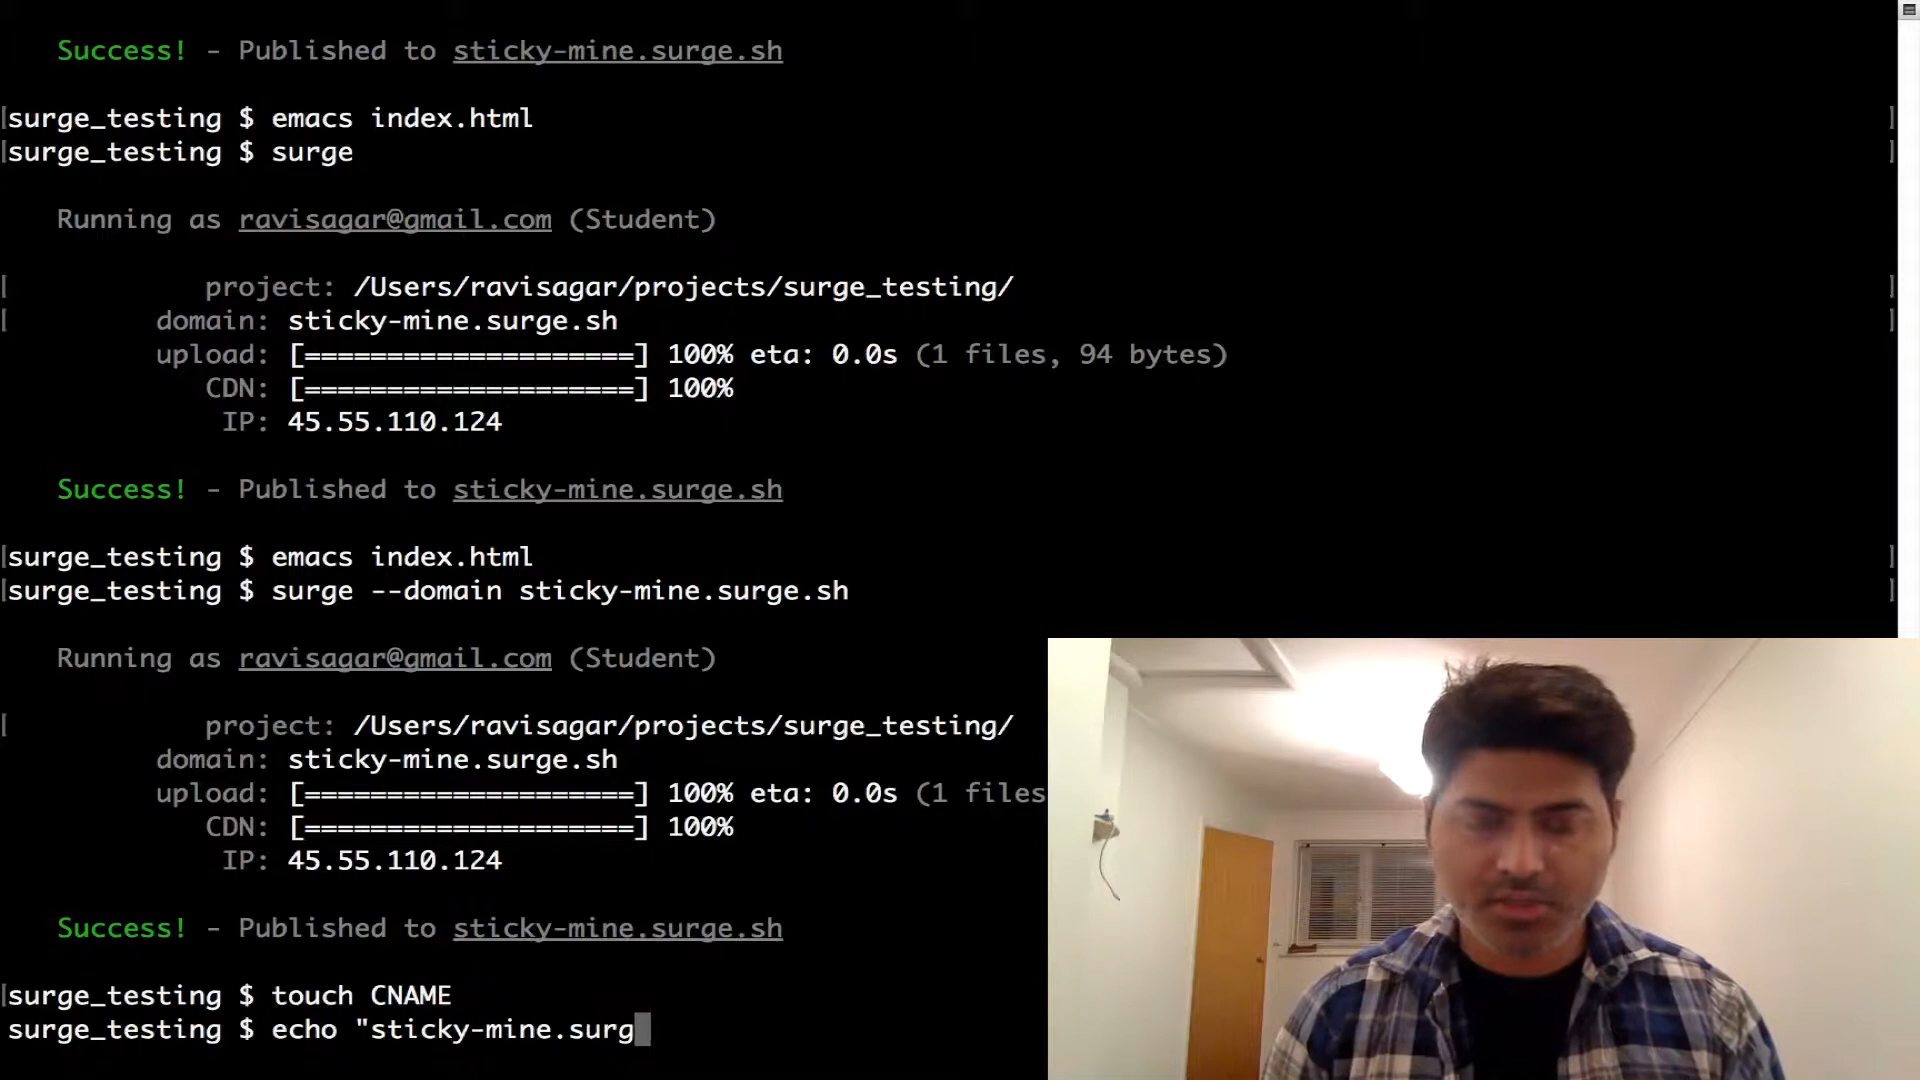 Success! - Published to sticky-mine.surge.sh
surge_testing $ emacs index.html
surge_testing $ surge
Running as ravisagar@gmail.com (Student)
project: /Users/ravisagar/projects/surge_testing/
domain: sticky-mine.surge.sh
upload: [====================] 100% eta: 0.0s (1 files, 94 bytes)
CDN: [====================] 100%
IP: 45.55.110.124
Success! - Published to sticky-mine.surge.sh
surge_testing $ emacs index.html
surge_testing $ surge --domain sticky-mine.surge.sh
Running as ravisagar@gmail.com (Student)
project: /Users/ravisagar/projects/surge_testing/
domain: sticky-mine.surge.sh
upload: [====================] 100% eta: 0.0s (1 files
CDN: [====================] 100%
IP: 45.55.110.124
Success! - Published to sticky-mine.surge.sh
surge_testing $ touch CNAME
surge_testing $ echo "sticky-mine.surg